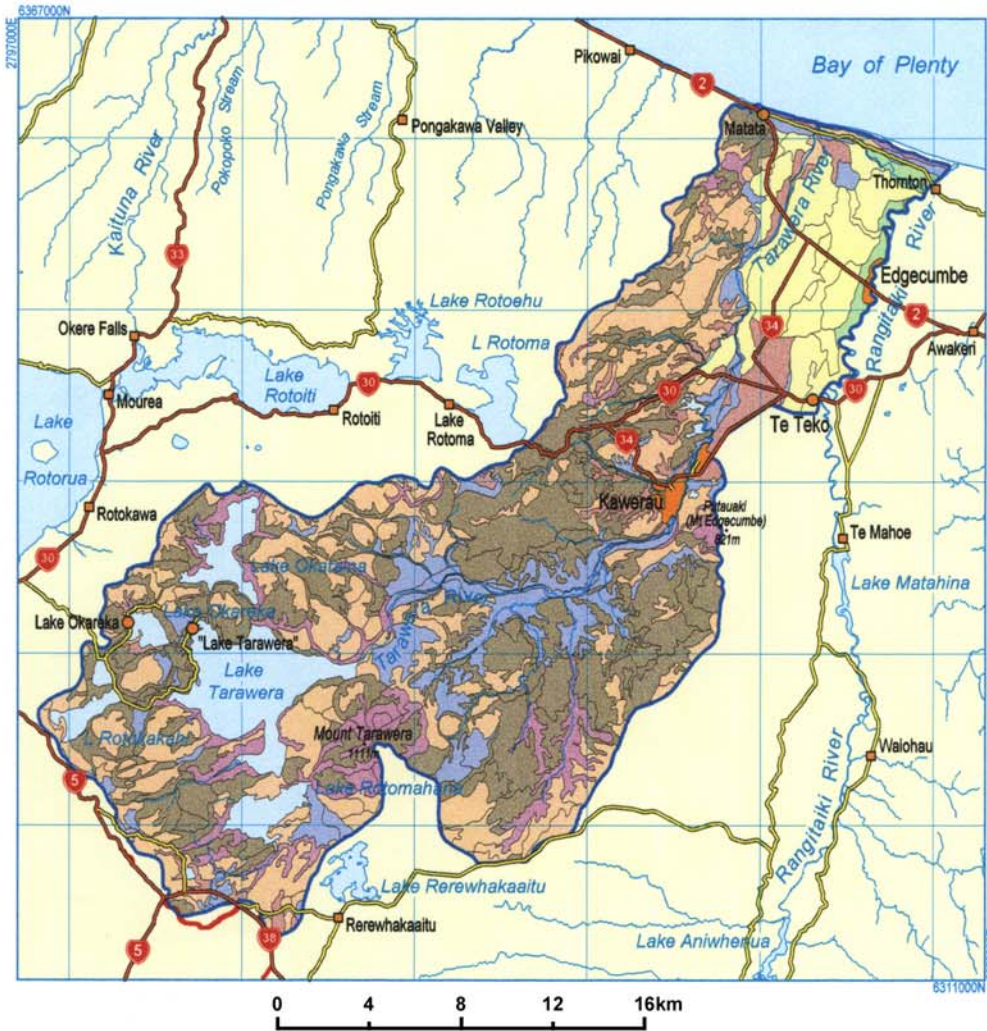 6367000N
2797000E
Pikowai
2
Bay of Plenty
Kaituna River
Pokopoko Stream
Pongakawa Stream
Pongakawa Valley
Matata
Thornton
Tarawera River
33
Edgecumbe
Rangitaiki River
2
Lake Rotoehu
Okere Falls
L Rotoma
34
Awakeri
Lake
Rotoiti
30
30
30
Mourea
Rotoiti
Lake
Rotoma
Te Teko
Lake
Rotorua
34
Kawerau
Putauaki
(Mt Edgecumbe)
821m
Rotokawa
30
Te Mahoe
Lake Okataina
Lake Matahina
Tarawera River
Lake Okareka
Lake Okareka
"Lake Tarawera"
Lake
Tarawera
L Rotokakahi
Mount Tarawera
1111m
Waiohau
5
Lake Rotomahana
Rangitaiki River
Lake Rerewhakaaitu
Rerewhakaaitu
38
5
Lake Aniwhenua
6311000N
0 4 8 12 16km